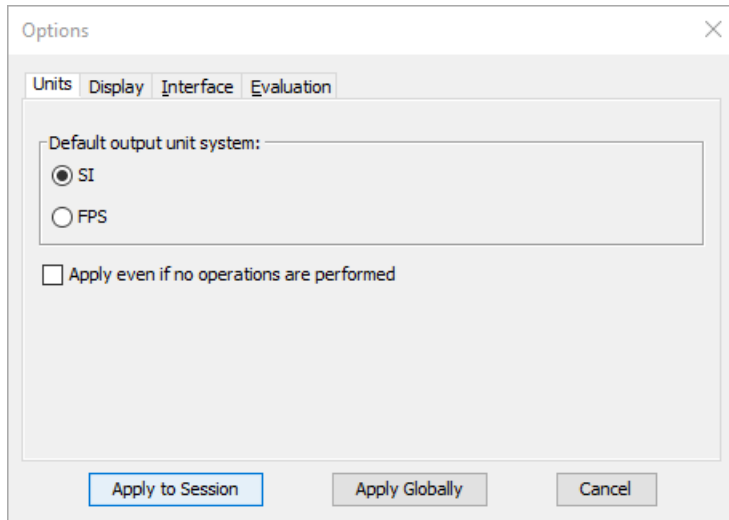 Options
Units Display Interface Evaluation
Default output unit system:
SI
FPS
Apply even if no operations are performed
Apply to Session Apply Globally Cancel